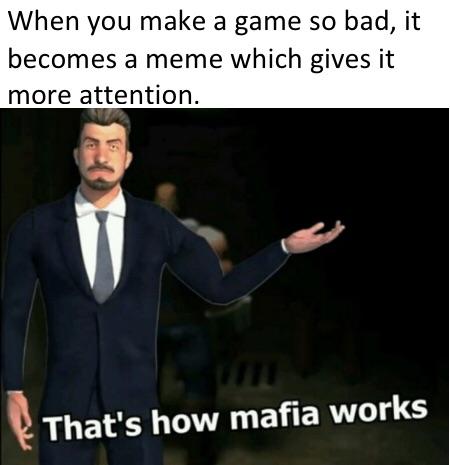 When you make a game so bad, it
becomes a meme which gives it
more attention.
That's how mafia works